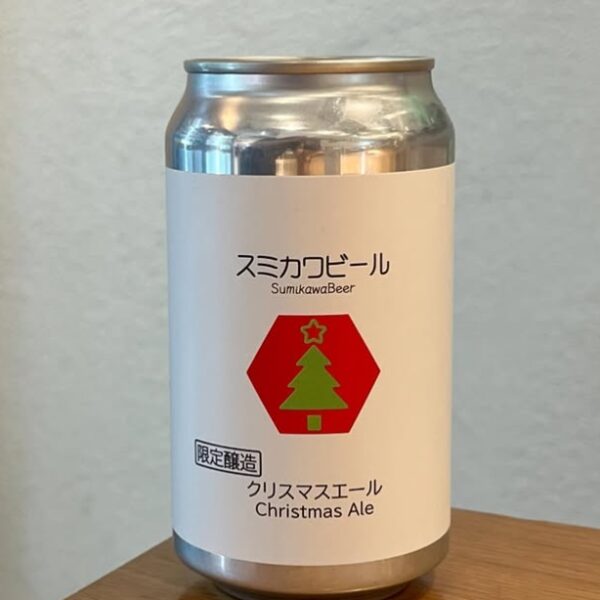 スミカワビール
SumikawaBeer
限定醸造
クリスマスエール
Christmas Ale